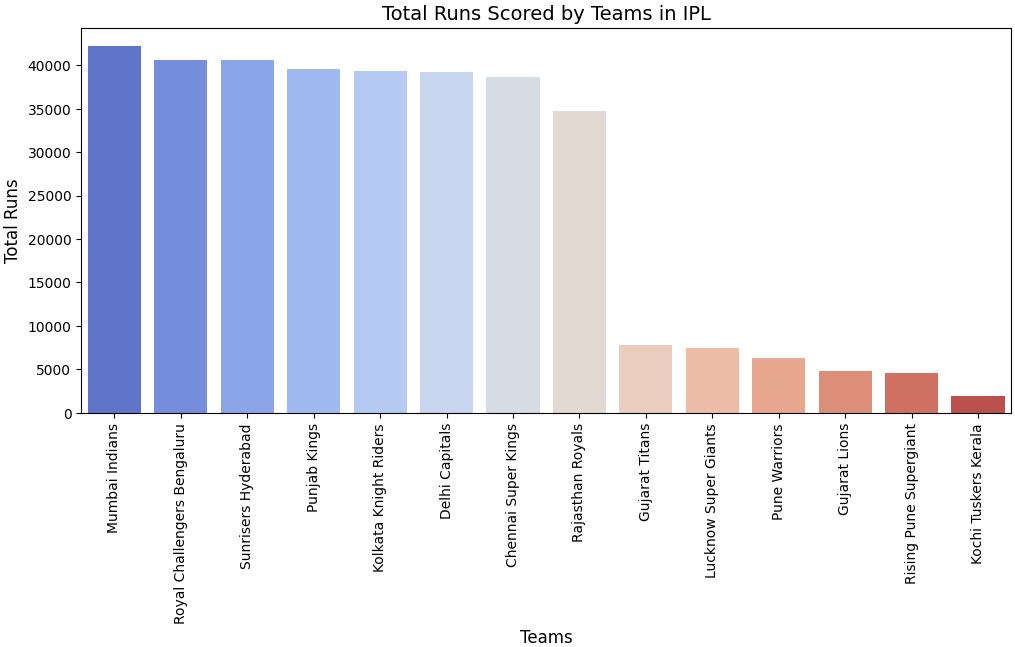 Total Runs Scored by Teams in IPL
Total Runs
40000
35000
30000
25000
20000
15000
10000
5000
0
Mumbai Indians
Royal Challengers Bengaluru
Sunrisers Hyderabad
Punjab Kings
Kolkata Knight Riders
Delhi Capitals
Chennai Super Kings
Rajasthan Royals
Gujarat Titans
Lucknow Super Giants
Pune Warriors
Gujarat Lions
Rising Pune Supergiant
Kochi Tuskers Kerala
Teams